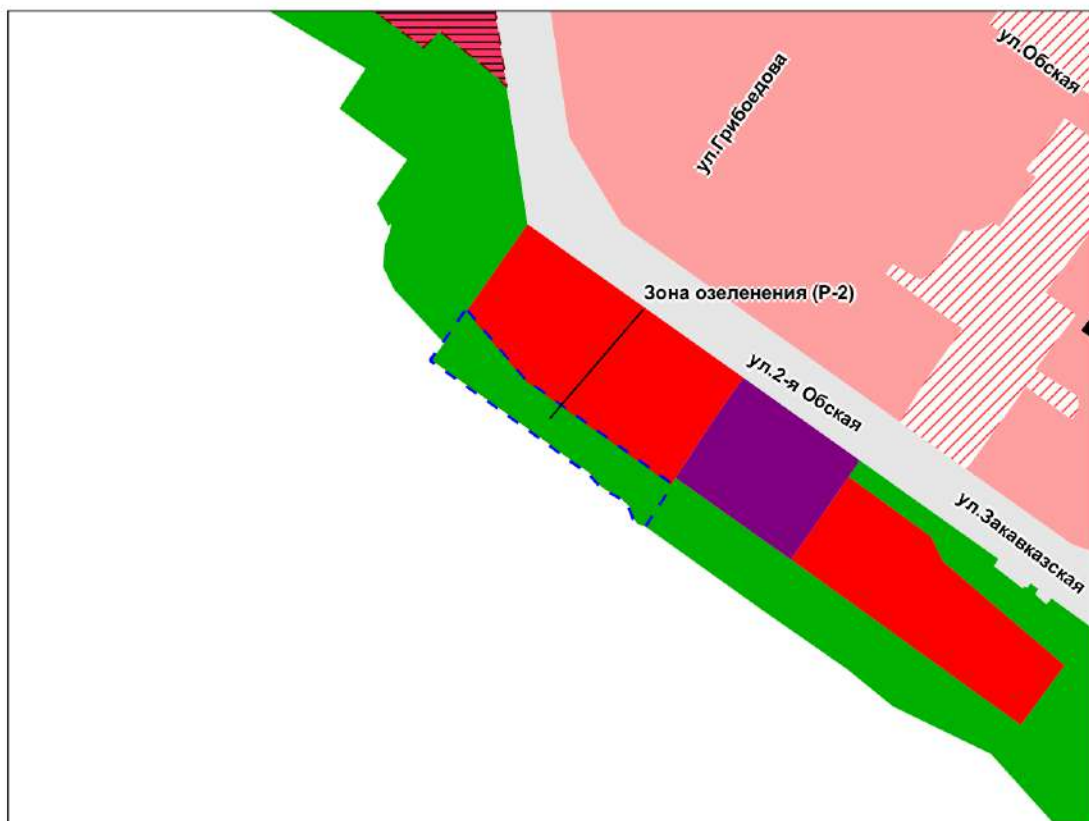 ул.Обская
ул.Грибоедова
Зона озеленения (Р-2)
ул.2-я Обская
ул.Закавказская